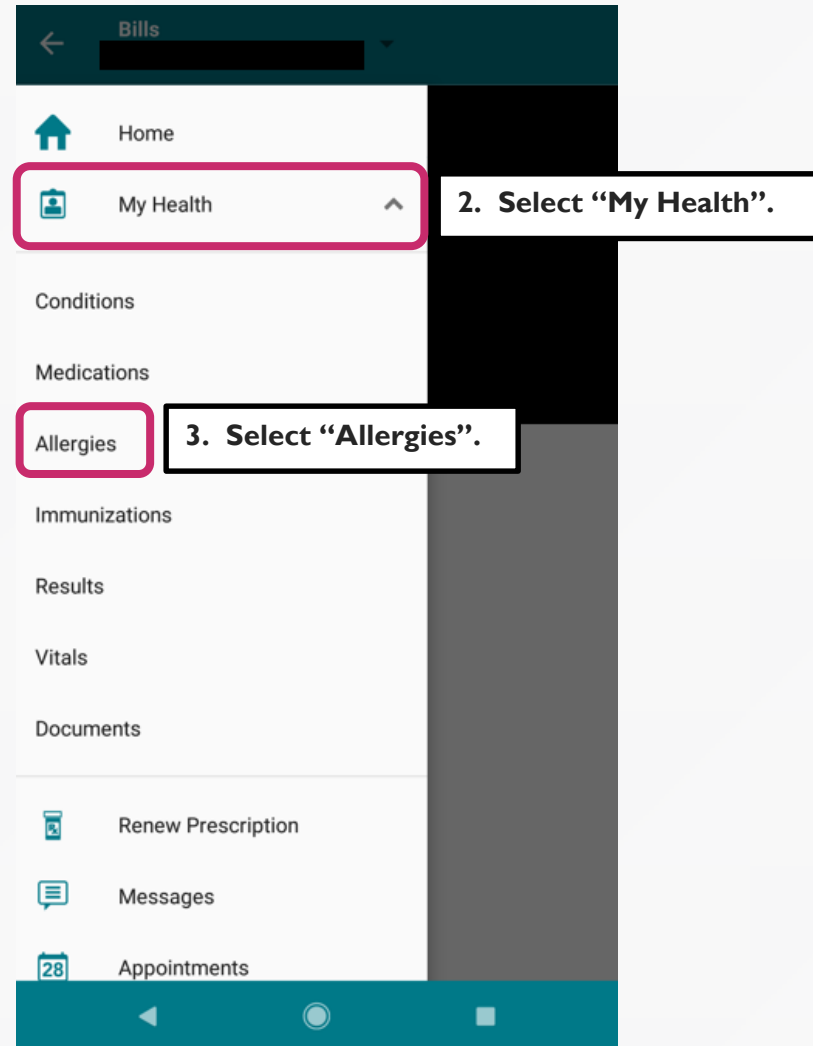 Bills
Home
My Health
2. Select “My Health”.
Conditions
Medications
Allergies
3. Select “Allergies”.
Immunizations
Results
Vitals
Documents
Renew Prescription
Messages
28
Appointments